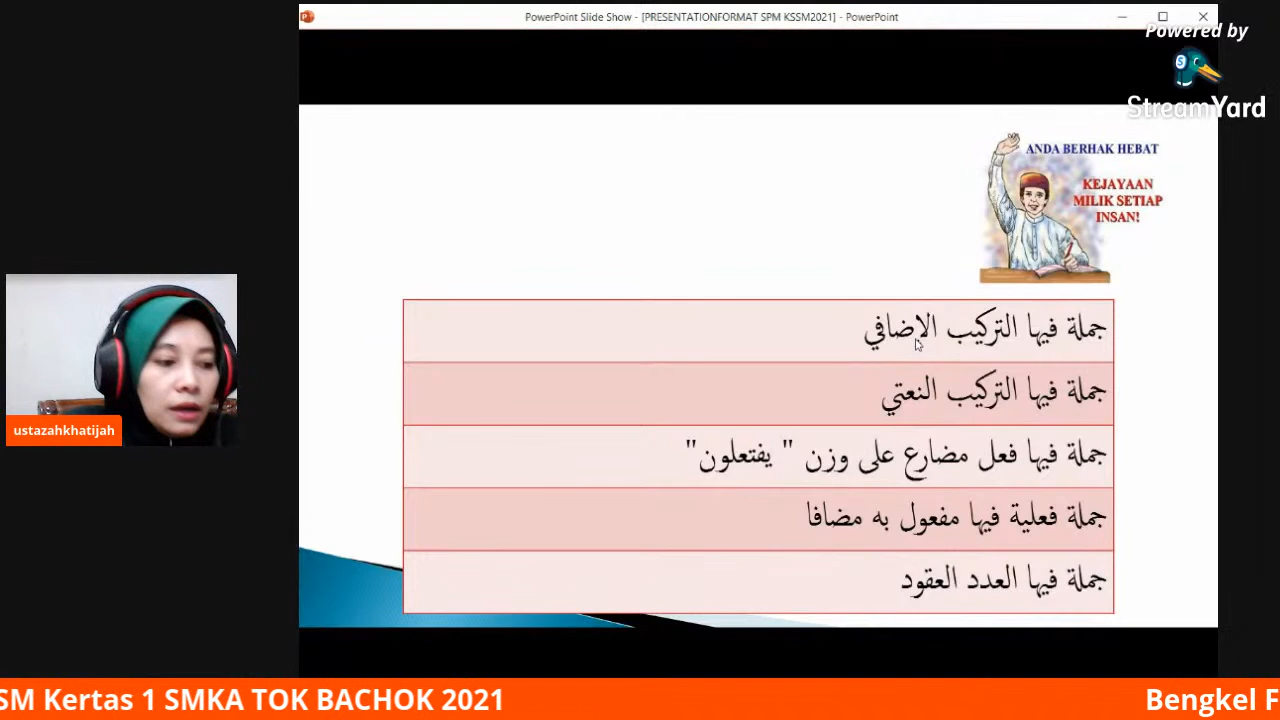 PowerPoint Slide Show - [PRESENTATIONFORMAT SPM KSSM2021] - PowerPoint
Powered by
StreamYard
ANDA BERHAK HEBAT
KEJAYAAN
MILIK SETIAP
INSAN!
جملة فيها التركيب الإضافي
جملة فيها التركيب النعتي
جملة فيها فعل مضارع على وزن " يفتعلون"
جملة فعلية فيها مفعول به مضافا
جملة فيها العدد العقود
ustazahkhatijah
SM Kertas 1 SMKA TOK BACHOK 2021
Bengkel F